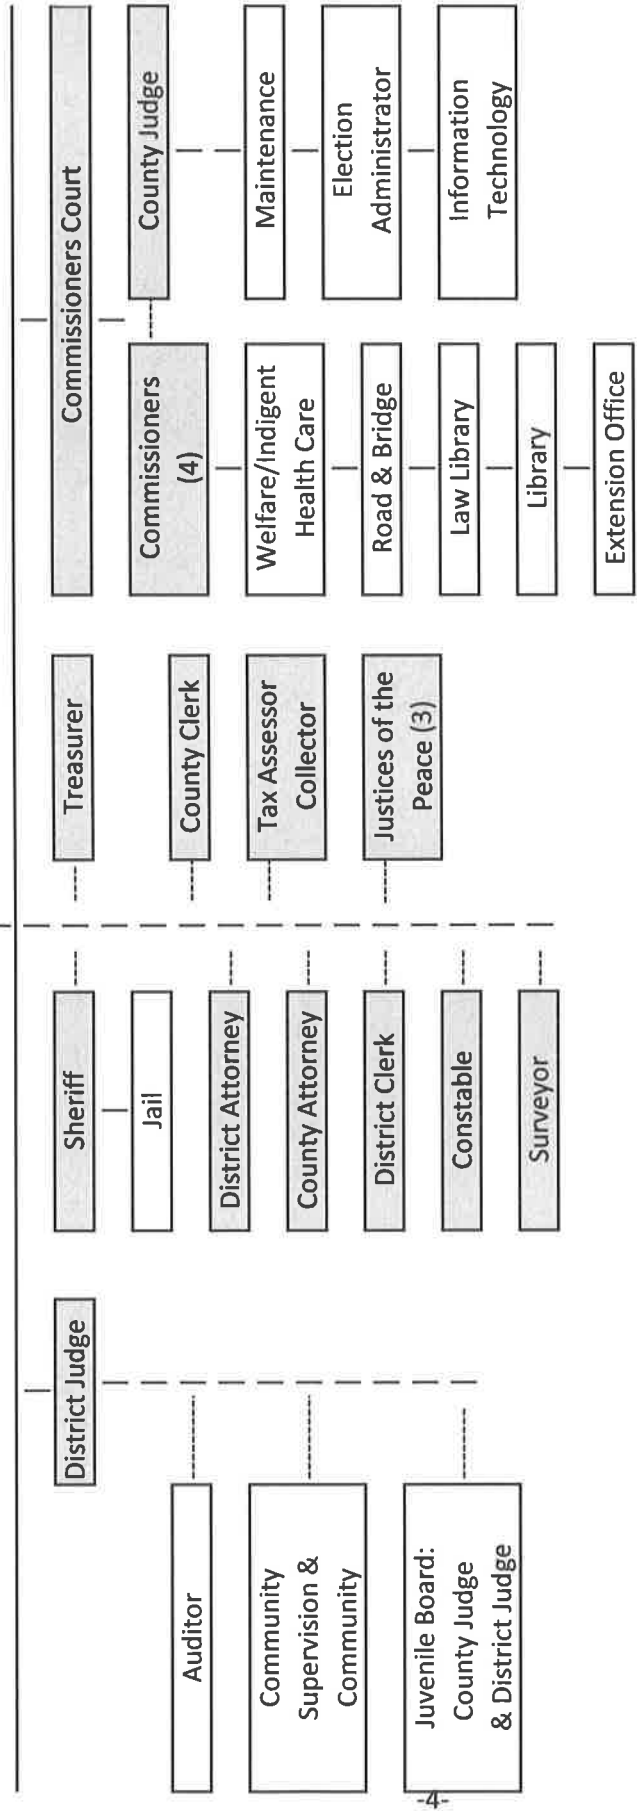 District Judge
Auditor
Community
Supervision &
Community
Juvenile Board:
County Judge
& District Judge
Sheriff
Jail
District Attorney
County Attorney
District Clerk
Constable
Surveyor
Treasurer
County Clerk
Tax Assessor
Collector
Justices of the
Peace (3)
Commissioners Court
Commissioners
(4)
County Judge
Welfare/Indigent
Health Care
Road & Bridge
Law Library
Library
Extension Office
Maintenance
Election
Administrator
Information
Technology
-4-